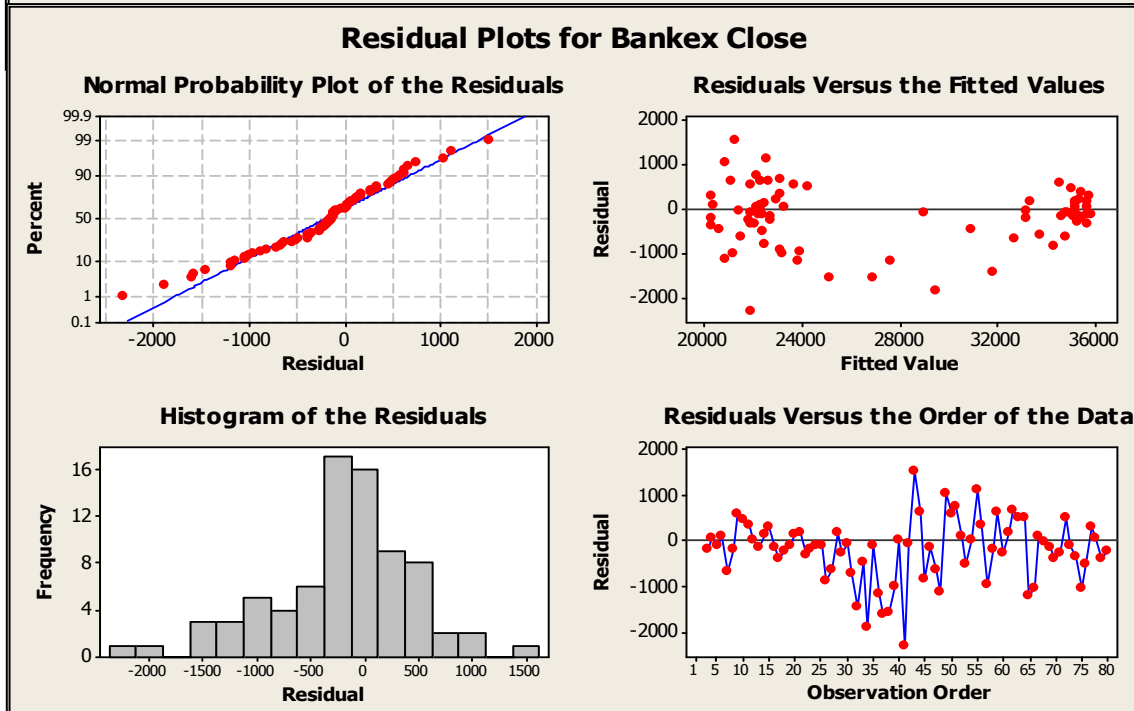 Residual Plots for Bankex Close
Normal Probability Plot of the Residuals
99.9
99
90
50
10
1
0.1
Percent
-2000 -1000 0 1000 2000
Residual
Residuals Versus the Fitted Values
2000
1000
0
-1000
-2000
Residual
20000 24000 28000 32000 36000
Fitted Value
Histogram of the Residuals
16
12
8
4
0
Frequency
-2000 -1500 -1000 -500 0 500 1000 1500
Residual
Residuals Versus the Order of the Data
2000
1000
0
-1000
-2000
Residual
1 5 10 15 20 25 30 35 40 45 50 55 60 65 70 75 80
Observation Order